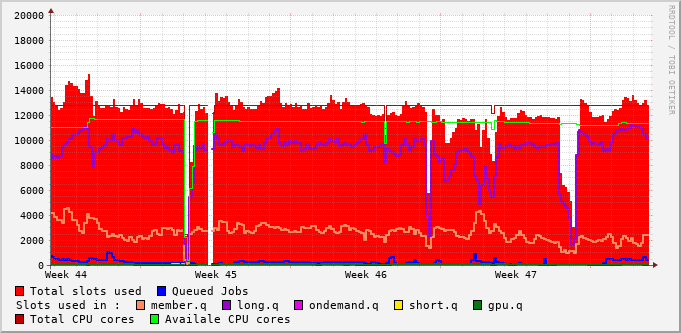 20000
18000
16000
14000
12000
10000
8000
6000
4000
2000
0
Week 44 Week 45 Week 46 Week 47
Total slots used Queued Jobs
Slots used in : member.q long.q ondemand.q short.q gpu.q
Total CPU cores Availale CPU cores
RRDTOOL / TOBI OETIKER